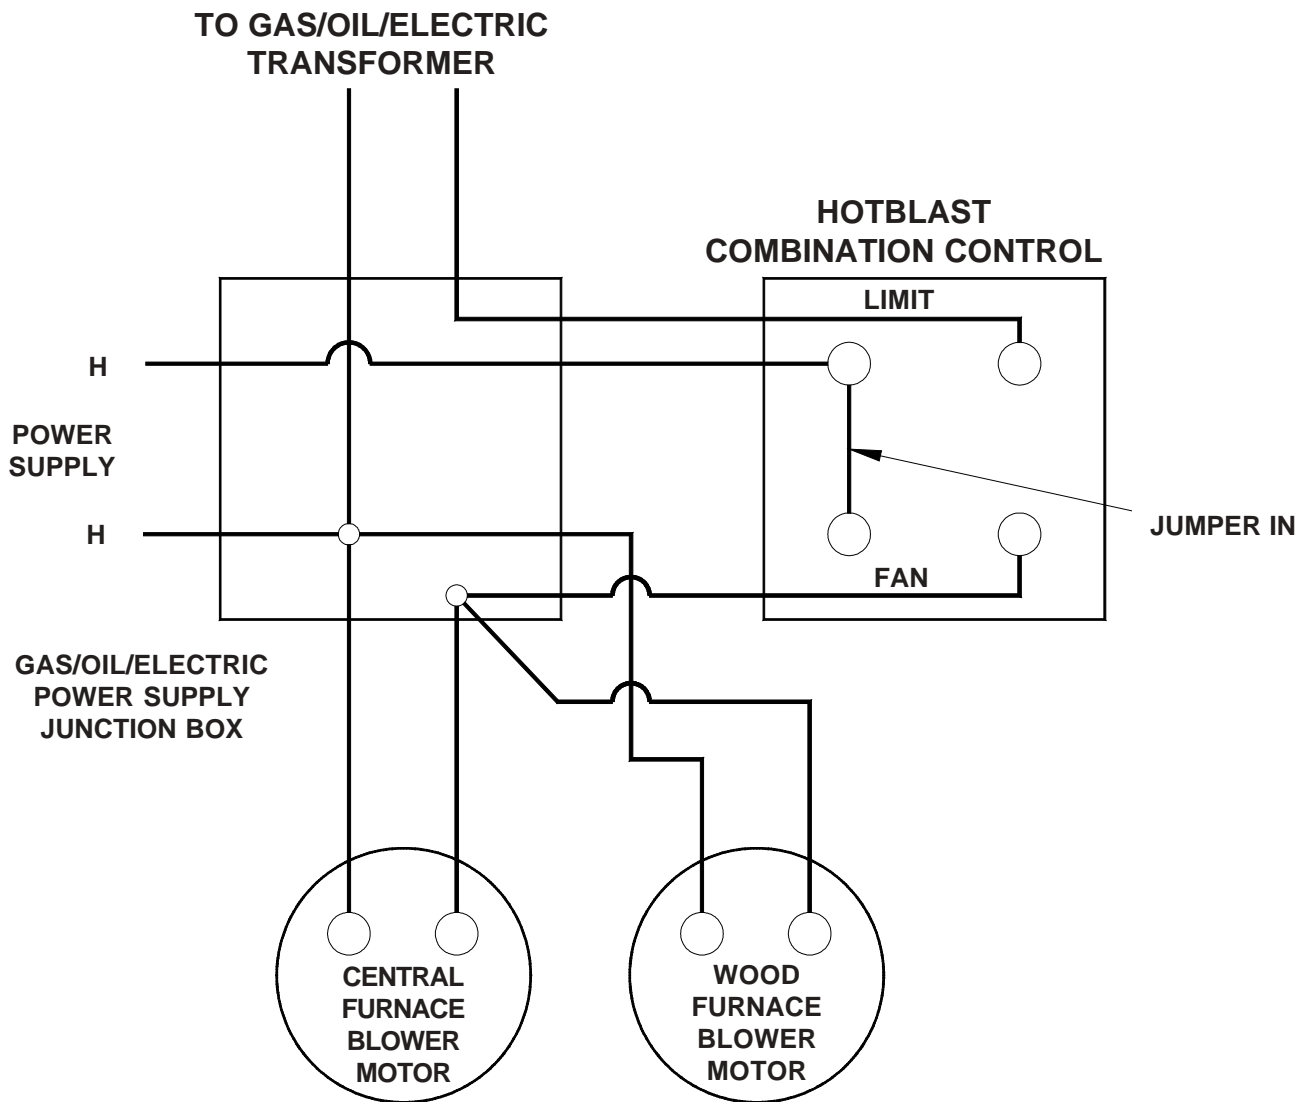 TO GAS/OIL/ELECTRIC
TRANSFORMER
HOTBLAST
COMBINATION CONTROL
LIMIT
H
POWER
SUPPLY
H
JUMPER IN
FAN
GAS/OIL/ELECTRIC
POWER SUPPLY
JUNCTION BOX
CENTRAL
FURNACE
BLOWER
MOTOR
WOOD
FURNACE
BLOWER
MOTOR